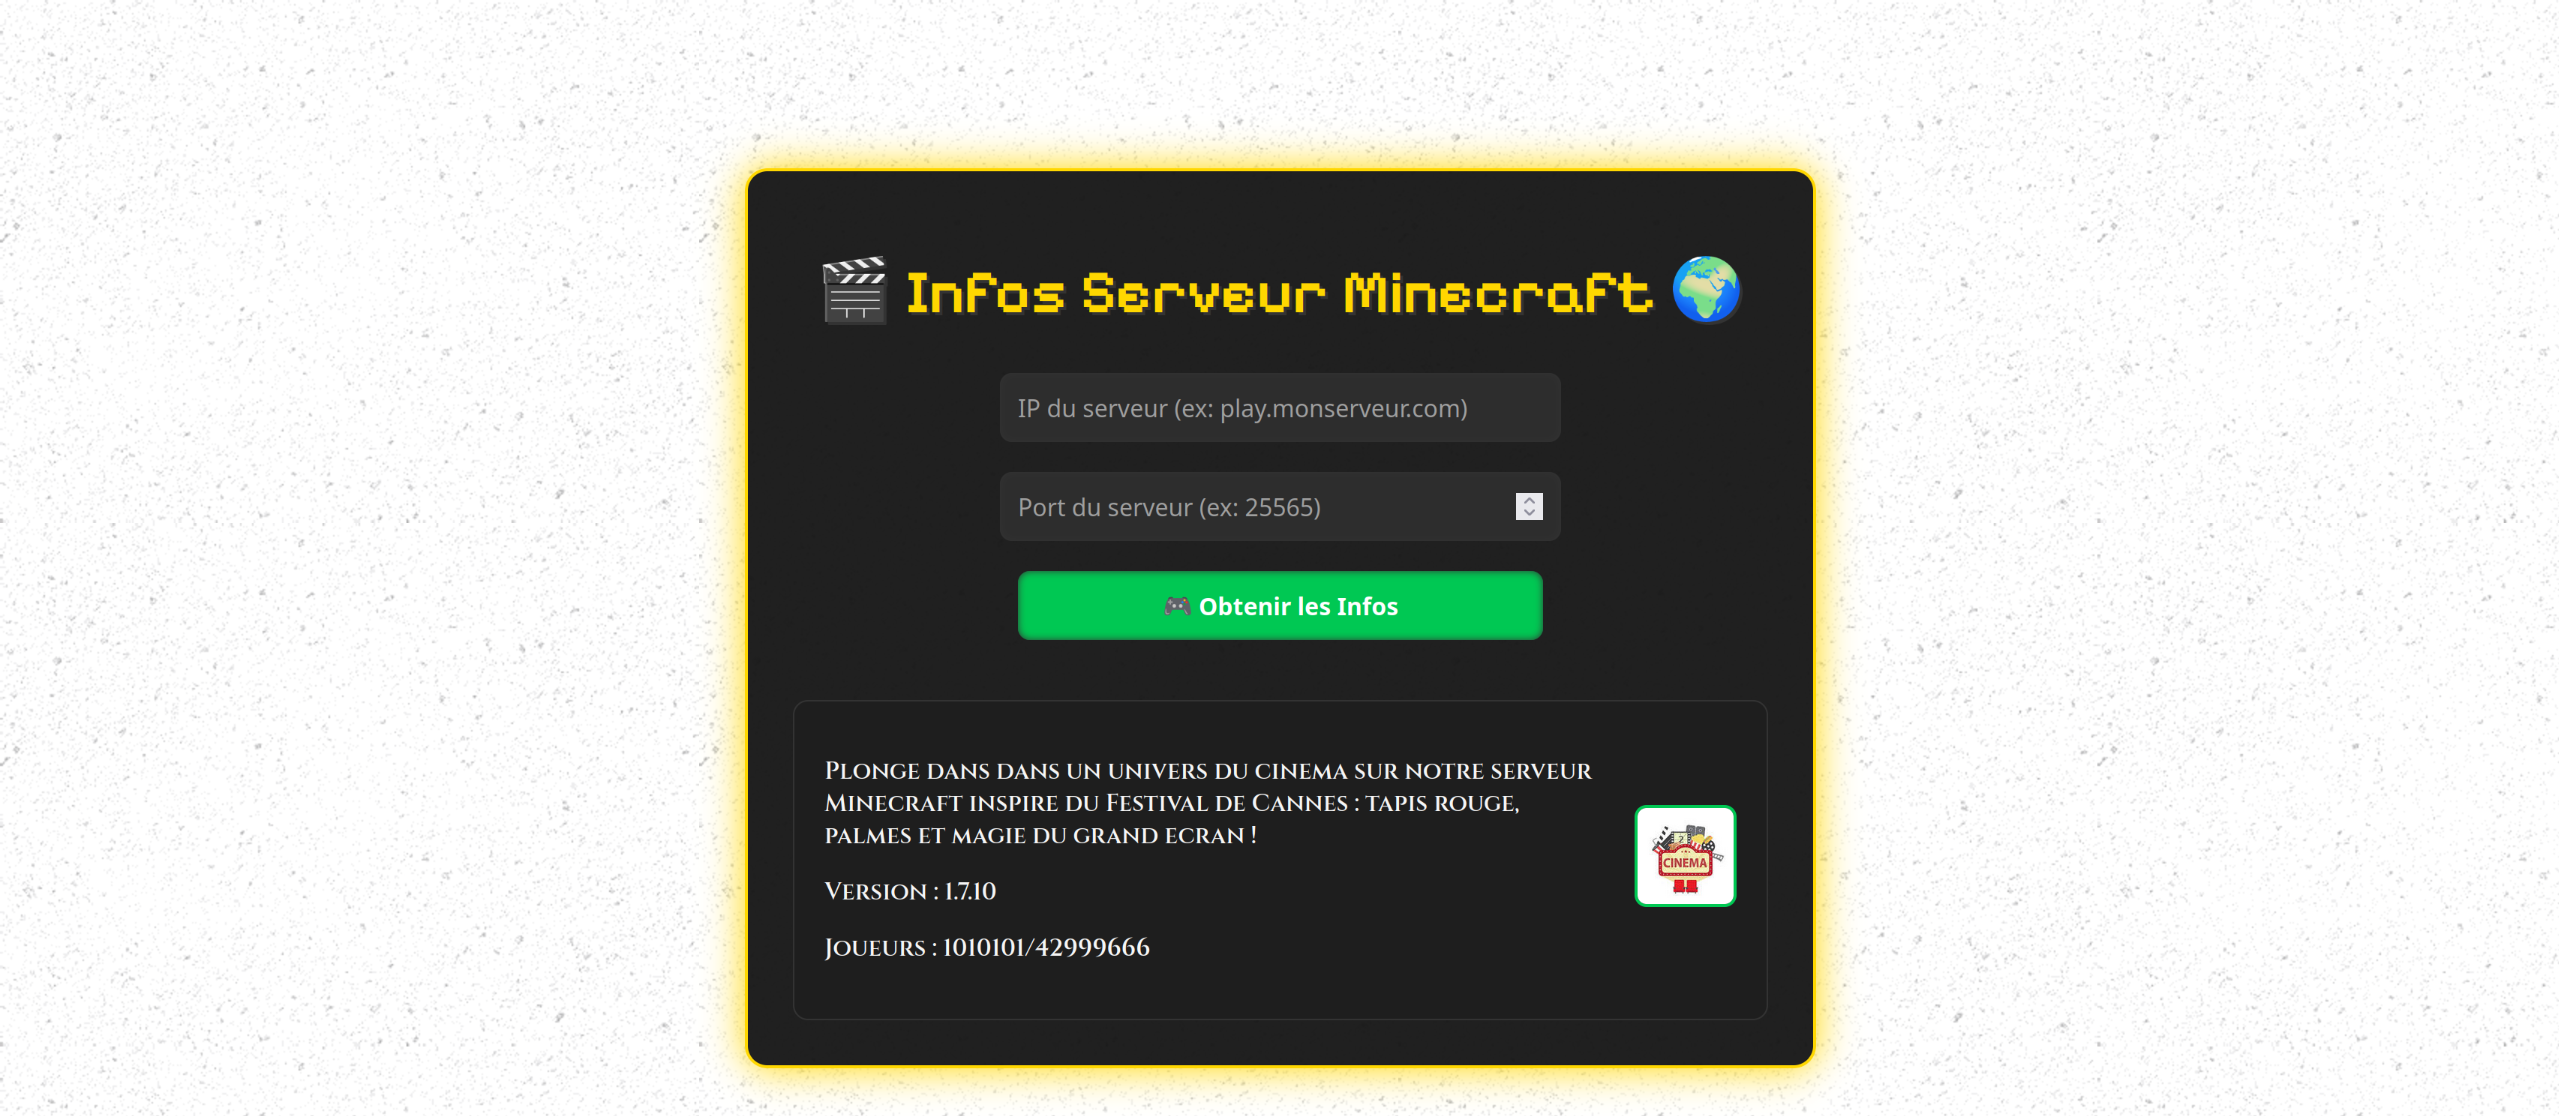 🎬 Infos Serveur Minecraft 🌍
IP du serveur (ex: play.monserveur.com)
Port du serveur (ex: 25565)
🎮 Obtenir les Infos
Plonge dans dans un univers du cinema sur notre serveur
Minecraft inspire du Festival de Cannes : tapis rouge,
palmes et magie du grand ecran !
CINEMA
Version : 1.7.10
Joueurs : 1010101/42999666